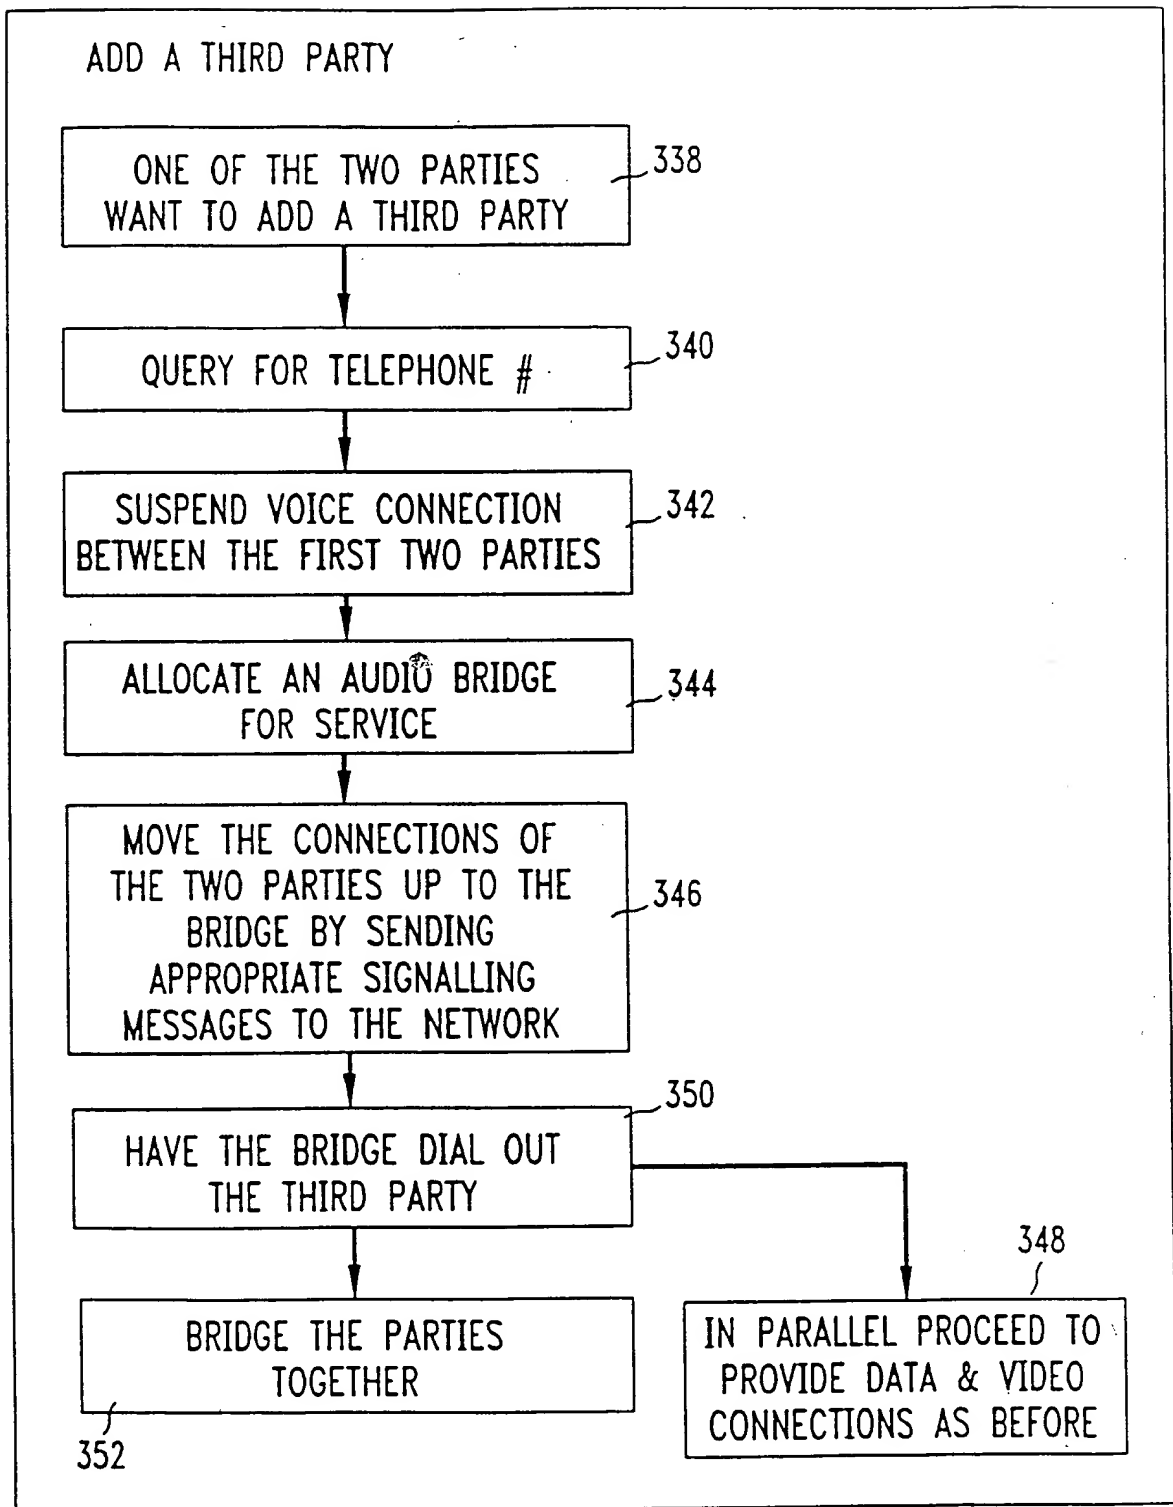 ADD A THIRD PARTY
ONE OF THE TWO PARTIES
WANT TO ADD A THIRD PARTY
338
QUERY FOR TELEPHONE #
340
SUSPEND VOICE CONNECTION
BETWEEN THE FIRST TWO PARTIES
342
ALLOCATE AN AUDIO BRIDGE
FOR SERVICE
344
MOVE THE CONNECTIONS OF
THE TWO PARTIES UP TO THE
BRIDGE BY SENDING
APPROPRIATE SIGNALLING
MESSAGES TO THE NETWORK
346
HAVE THE BRIDGE DIAL OUT
THE THIRD PARTY
350
BRIDGE THE PARTIES
TOGETHER
352
348
IN PARALLEL PROCEED TO
PROVIDE DATA & VIDEO
CONNECTIONS AS BEFORE